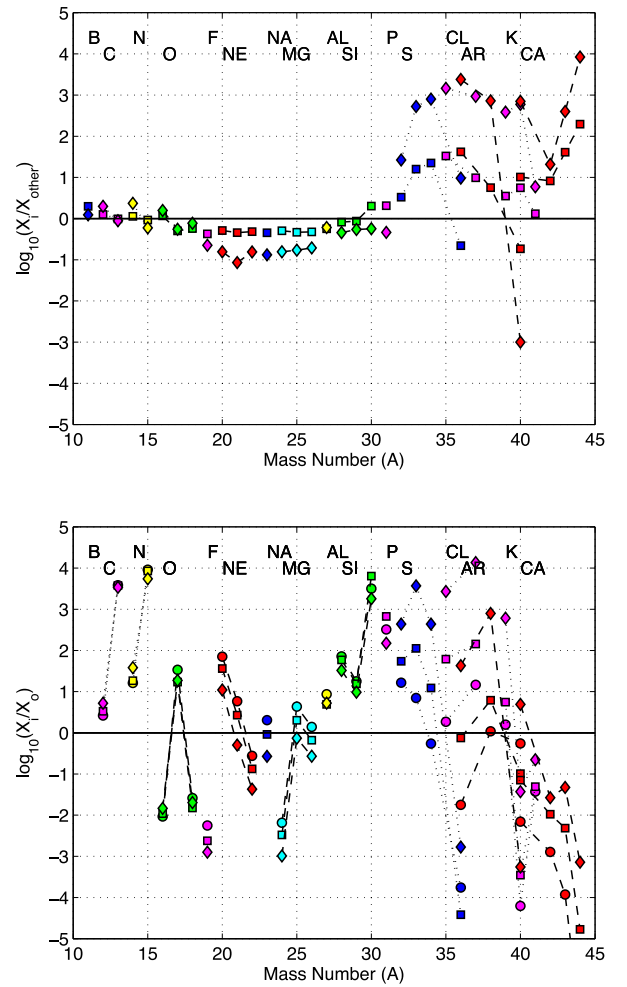 5
B N F NA AL P CL K
4
C O NE MG SI S AR CA
3
2
1
0
−1
−2
−3
−4
−5
log10(Xi/Xother)
10 15 20 25 30 35 40 45
Mass Number (A)
5
B N F NA AL P CL K
4
C O NE MG SI S AR CA
3
2
1
0
−1
−2
−3
−4
−5
log10(Xi/Xo)
10 15 20 25 30 35 40 45
Mass Number (A)